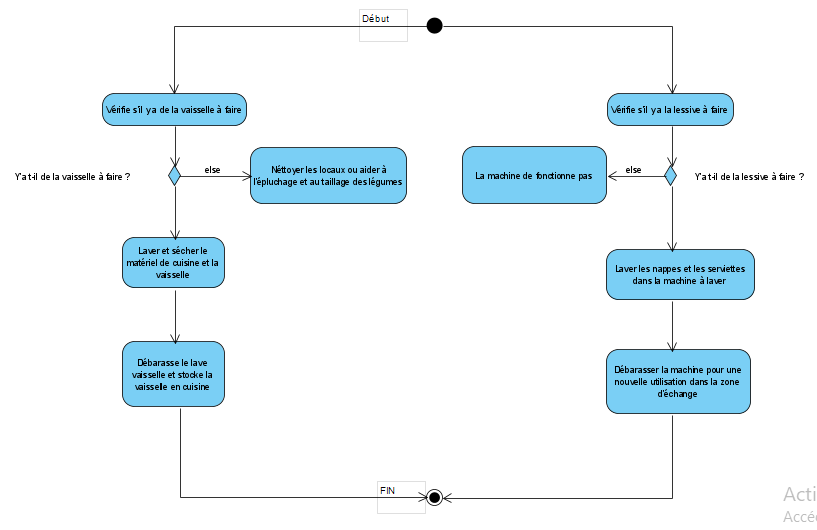 Début
Vérifie s'il ya de la vaisselle à faire
Vérifie s'il ya la lessive à faire
Y'a t-il de la vaisselle à faire ?
else
Néttoyer les locaux ou aider à
l'épluchage et au taillage des légumes
La machine de fonctionne pas
else
Y'a t-il de la lessive à faire ?
Laver et sécher le
matériel de cuisine et la
vaisselle
Laver les nappes et les serviettes
dans la machine à laver
Débarasse le lave
vaisselle et stocke la
vaisselle en cuisine
Débarasser la machine pour une
nouvelle utilisation dans la zone
d'échange
FIN
Acti
Accé